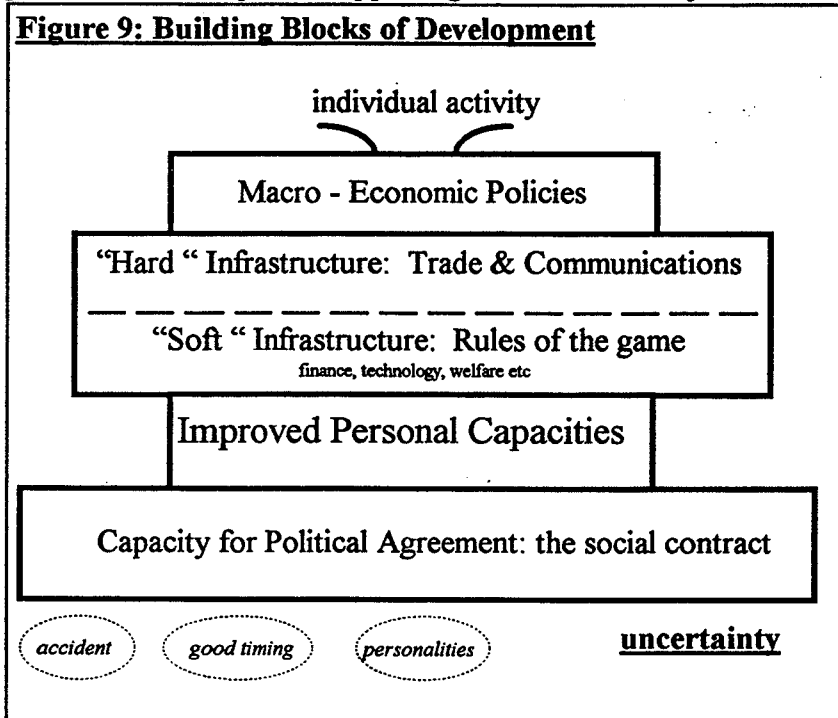 Figure 9: Building Blocks of Development
individual activity
Macro - Economic Policies
“Hard “ Infrastructure: Trade & Communications
“Soft “ Infrastructure: Rules of the game
finance, technology, welfare etc
Improved Personal Capacities
Capacity for Political Agreement: the social contract
accident good timing personalities uncertainty